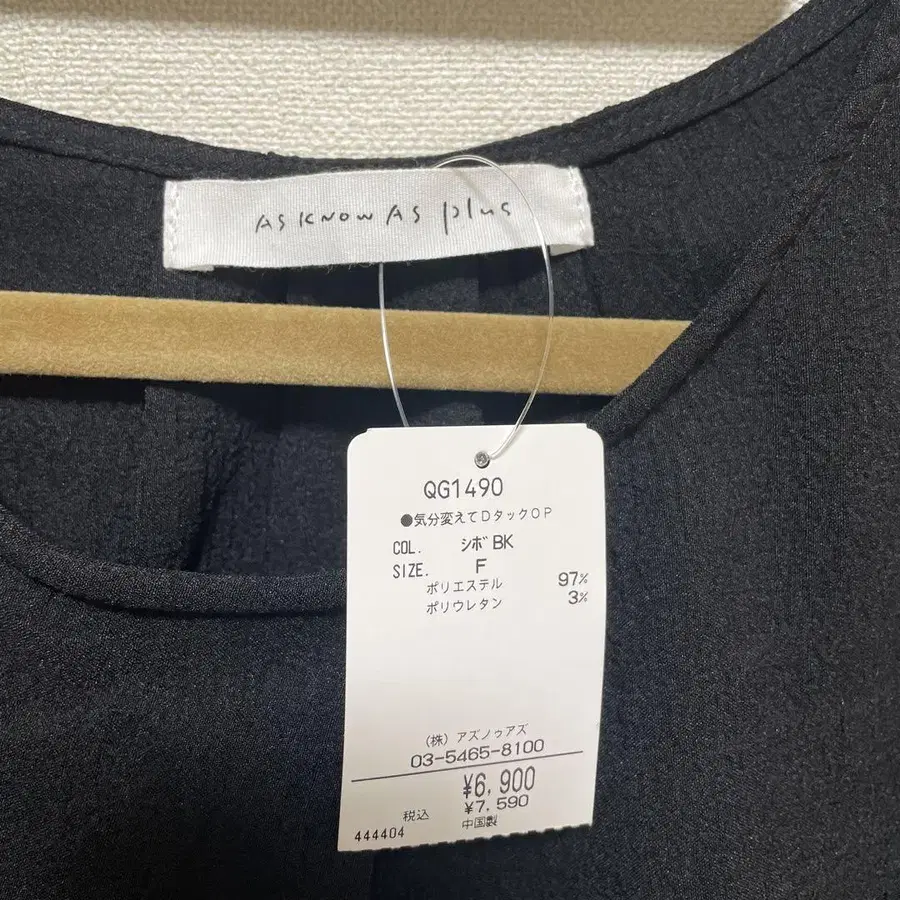 AS KNOW AS plus
QG1490
●気分変えてDタックOP
COL. シボBK
SIZE. F
ポリエステル 97%
ポリウレタン 3%
(株)アズノゥアズ
03-5465-8100
¥6,900
税込 ¥7,590
444404 中国製